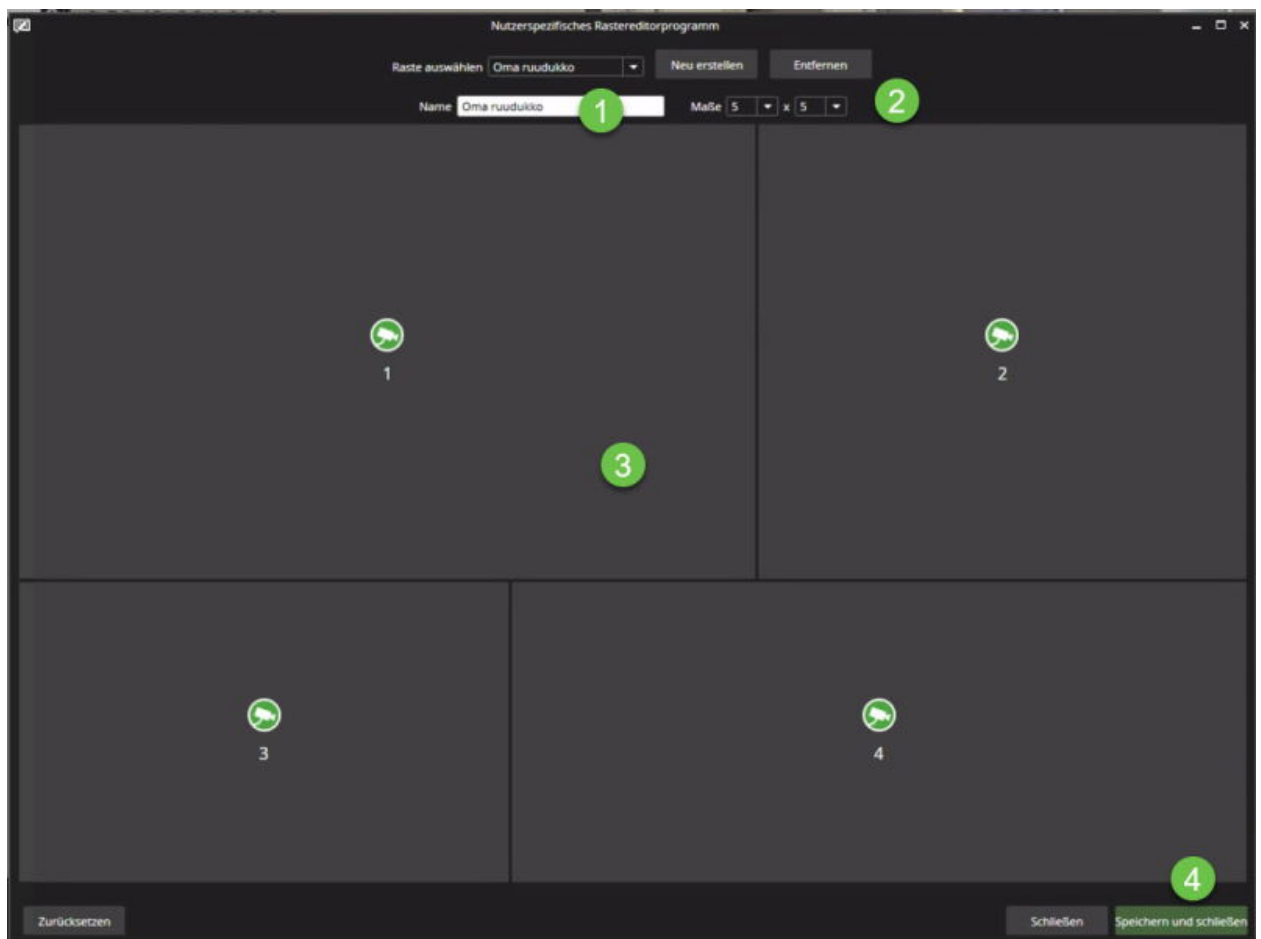 Nutzerspezifisches Rastereditorprogramm
Raste auswählen Oma ruudukko Neu erstellen Entfernen
Name Oma ruudukko 1 Maße 5 x 5 2
1
2
3
3
4
4
Zurücksetzen Schließen Speichern und schließen